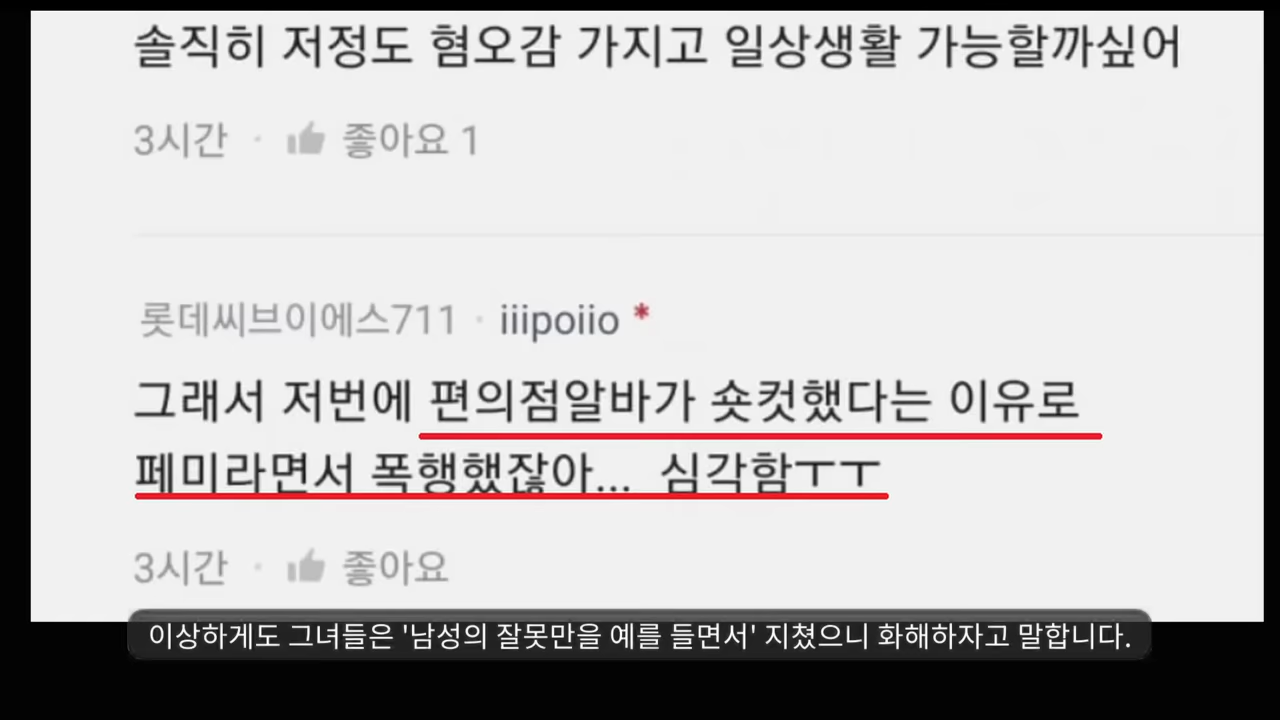 솔직히 저정도 혐오감 가지고 일상생활 가능할까싶어
3시간 · 좋아요 1
롯데씨브이에스711 · iiipoiio *
그래서 저번에 편의점알바가 숏컷했다는 이유로
페미라면서 폭행했잖아... 심각함ㅜㅜ
3시간 · 좋아요
이상하게도 그녀들은 '남성의 잘못만을 예를 들면서' 지쳤으니 화해하자고 말합니다.